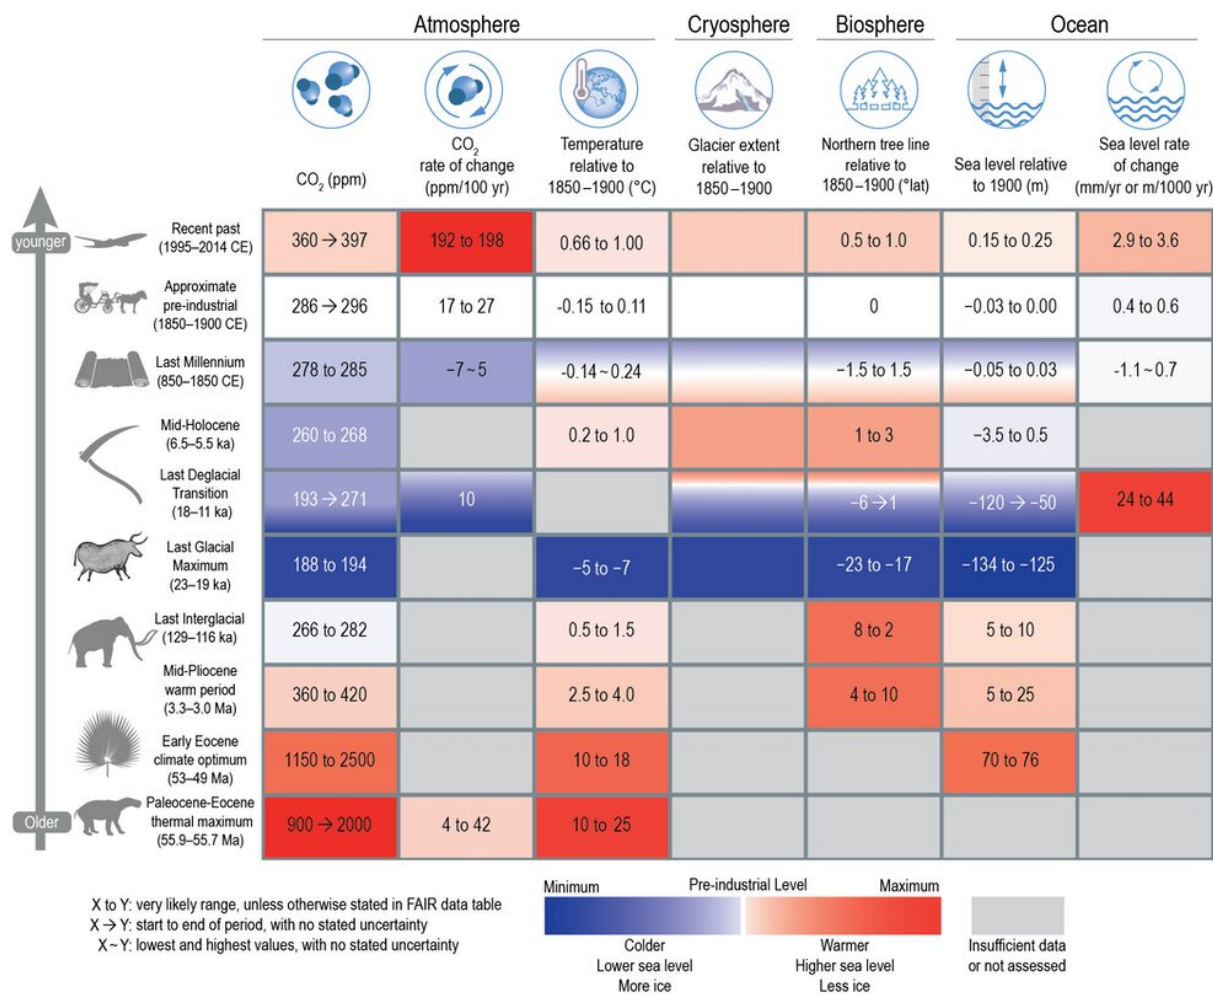 Atmosphere Cryosphere Biosphere Ocean
CO2 (ppm)
CO2
rate of change
(ppm/100 yr)
Temperature
relative to
1850–1900 (°C)
Glacier extent
relative to
1850–1900
Northern tree line
relative to
1850–1900 (°lat)
Sea level relative
to 1900 (m)
Sea level rate
of change
(mm/yr or m/1000 yr)
younger
Recent past
(1995–2014 CE)
360 → 397 192 to 198 0.66 to 1.00 0.5 to 1.0 0.15 to 0.25 2.9 to 3.6
Approximate
pre-industrial
(1850–1900 CE)
286 → 296 17 to 27 -0.15 to 0.11 0 −0.03 to 0.00 0.4 to 0.6
Last Millennium
(850–1850 CE)
278 to 285 −7 ~ 5 -0.14 ~ 0.24 −1.5 to 1.5 −0.05 to 0.03 -1.1 ~ 0.7
Mid-Holocene
(6.5–5.5 ka)
260 to 268 0.2 to 1.0 1 to 3 −3.5 to 0.5
Last Deglacial
Transition
(18–11 ka)
193 → 271 10 −6 → 1 −120 → −50 24 to 44
Last Glacial
Maximum
(23–19 ka)
188 to 194 −5 to −7 −23 to −17 −134 to −125
Last Interglacial
(129–116 ka)
266 to 282 0.5 to 1.5 8 to 2 5 to 10
Mid-Pliocene
warm period
(3.3–3.0 Ma)
360 to 420 2.5 to 4.0 4 to 10 5 to 25
Early Eocene
climate optimum
(53–49 Ma)
1150 to 2500 10 to 18 70 to 76
Older
Paleocene-Eocene
thermal maximum
(55.9–55.7 Ma)
900 → 2000 4 to 42 10 to 25
X to Y: very likely range, unless otherwise stated in FAIR data table
X → Y: start to end of period, with no stated uncertainty
X ~ Y: lowest and highest values, with no stated uncertainty
Minimum Pre-industrial Level Maximum
Colder
Lower sea level
More ice
Warmer
Higher sea level
Less ice
Insufficient data
or not assessed